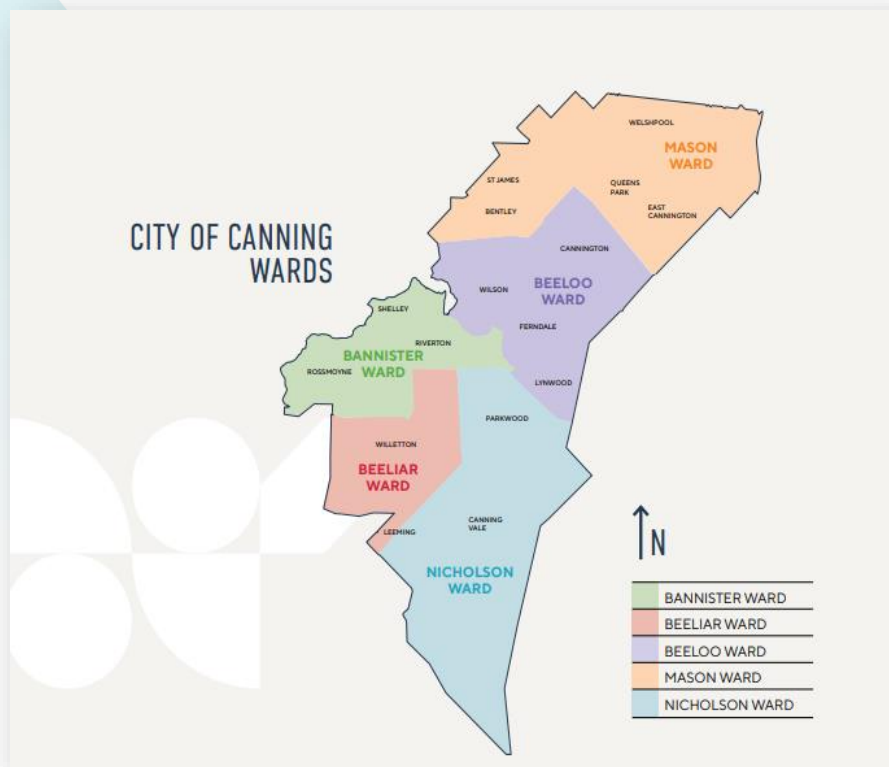 CITY OF CANNING
WARDS
WELSHPOOL
MASON
WARD
ST JAMES
QUEENS
PARK
BENTLEY
EAST
CANNINGTON
CANNINGTON
WILSON
BEELOO
WARD
SHELLEY
FERNDALE
RIVERTON
BANNISTER
WARD
ROSSMOYNE
LYNWOOD
PARKWOOD
WILLETTON
BEELIAR
WARD
CANNING
VALE
LEEMING
NICHOLSON
WARD
N
BANNISTER WARD
BEELIAR WARD
BEELOO WARD
MASON WARD
NICHOLSON WARD